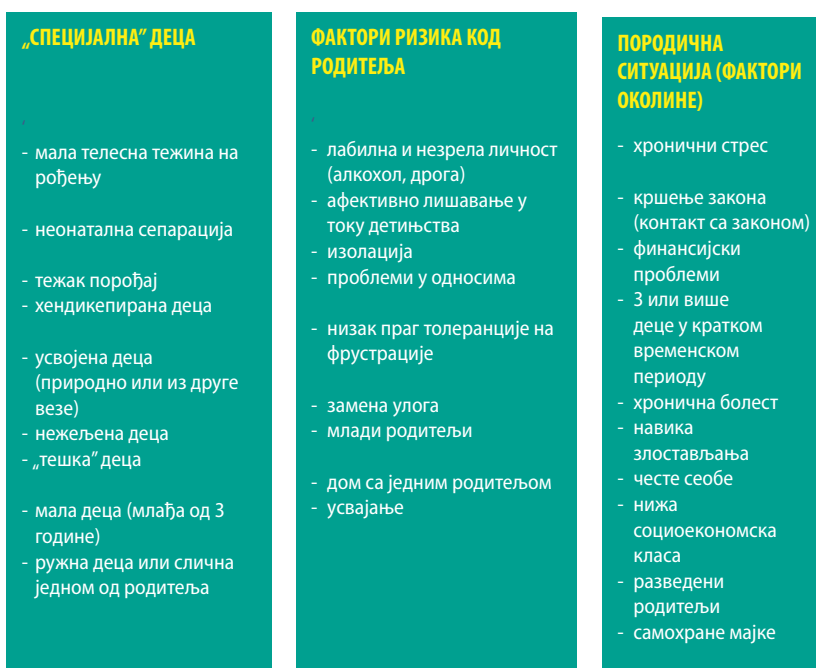 „СПЕЦИЈАЛНА” ДЕЦА
,
- мала телесна тежина на
рођењу
- неонатална сепарација
- тежак порођај
- хендикепирана деца
- усвојена деца
(природно или из друге
везе)
- нежељена деца
- „тешка” деца
- мала деца (млађа од 3
године)
- ружна деца или слична
једном од родитеља
ФАКТОРИ РИЗИКА КОД
РОДИТЕЉА
,
- лабилна и незрела личност
(алкохол, дрога)
- афективно лишавање у
току детињства
- изолација
- проблеми у односима
- низак праг толеранције на
фрустрације
- замена улога
- млади родитељи
- дом са једним родитељом
- усвајање
ПОРОДИЧНА
СИТУАЦИЈА (ФАКТОРИ
ОКОЛИНЕ)
- хронични стрес
- кршење закона
(контакт са законом)
- финансијски
проблеми
- 3 или више
деце у кратком
временском
периоду
- хронична болест
- навика
злостављања
- честе сеобе
- нижа
социоекономска
класа
- разведени
родитељи
- самохране мајке